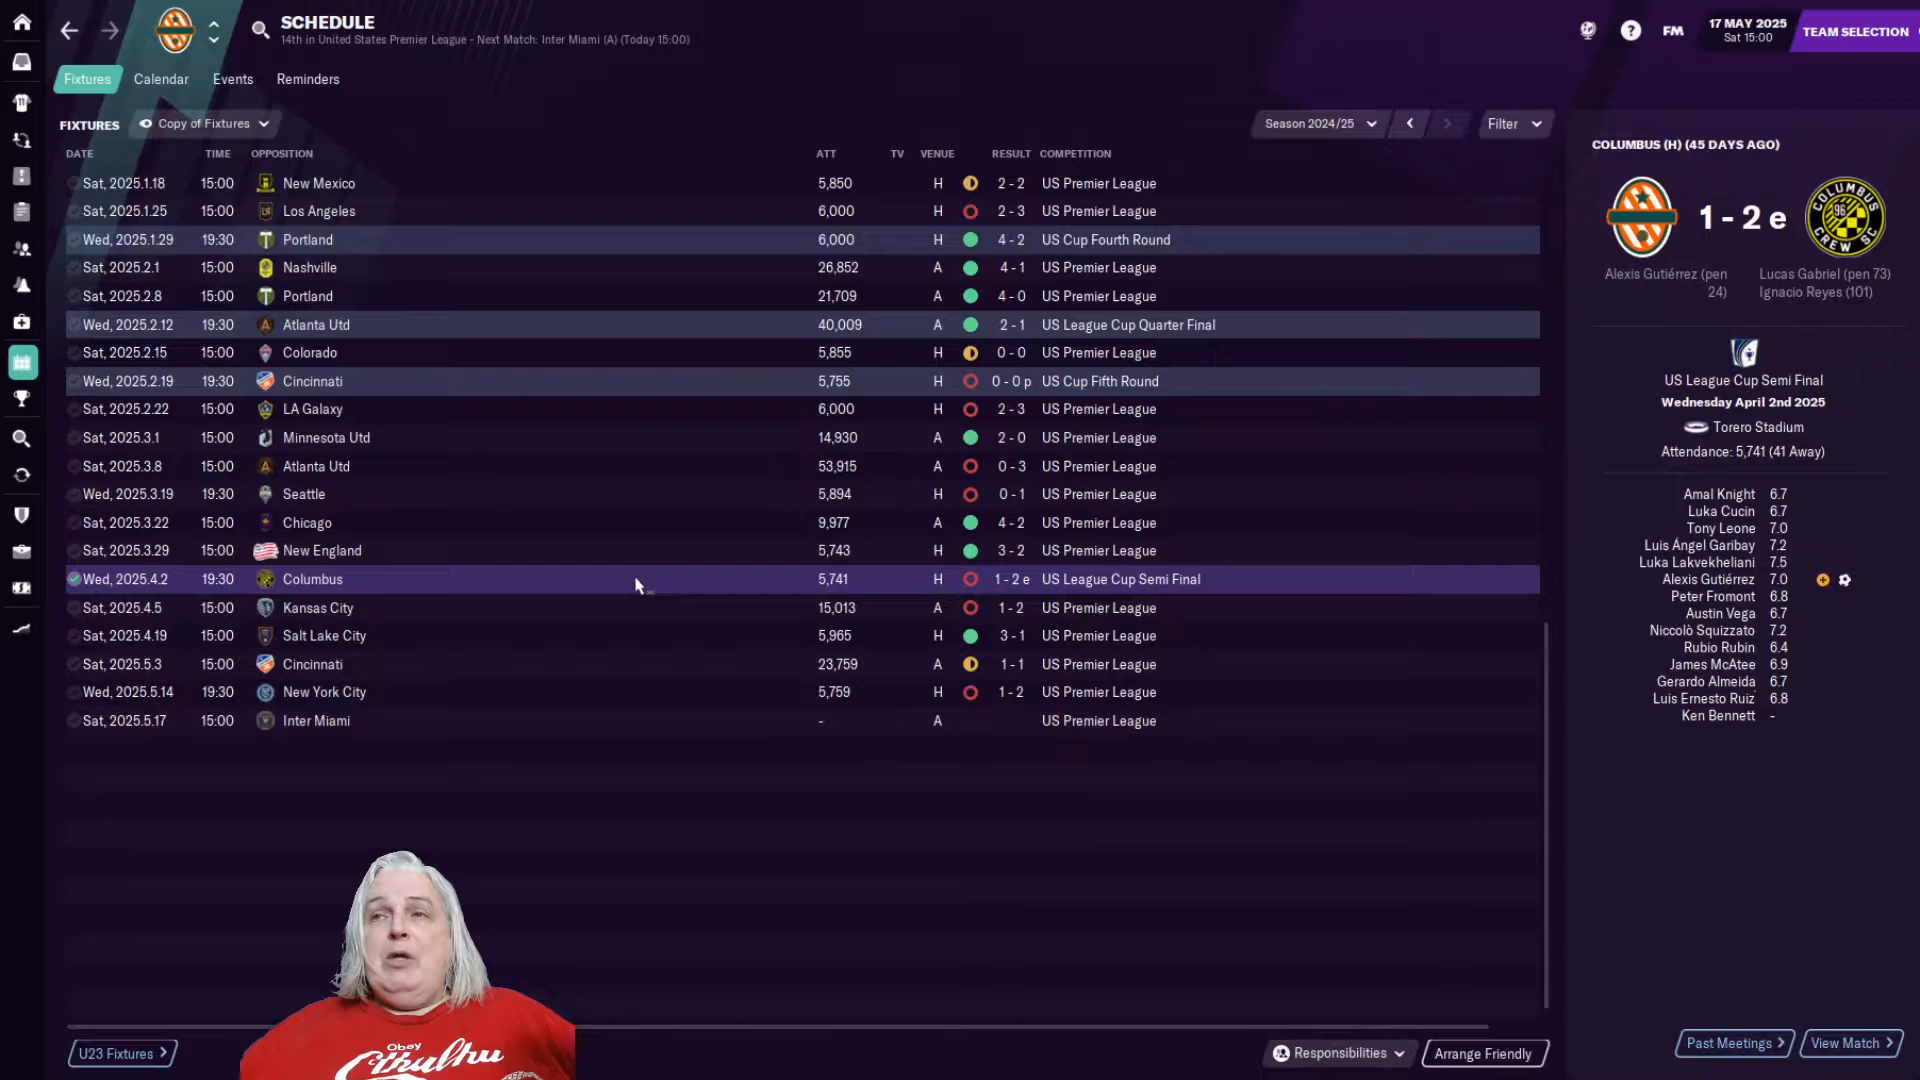 SCHEDULE
14th in United States Premier League - Next Match: Inter Miami (A) (Today 15:00)
FM
17 MAY 2025
Sat 15:00
TEAM SELECTION
Fixtures Calendar Events Reminders
FIXTURES Copy of Fixtures Season 2024/25 Filter
DATE TIME OPPOSITION ATT TV VENUE RESULT COMPETITION
Sat, 2025.1.18 15:00 New Mexico 5,850 H 2 - 2 US Premier League
Sat, 2025.1.25 15:00 Los Angeles 6,000 H 2 - 3 US Premier League
Wed, 2025.1.29 19:30 Portland 6,000 H 4 - 2 US Cup Fourth Round
Sat, 2025.2.1 15:00 Nashville 26,852 A 4 - 1 US Premier League
Sat, 2025.2.8 15:00 Portland 21,709 A 4 - 0 US Premier League
Wed, 2025.2.12 19:30 Atlanta Utd 40,009 A 2 - 1 US League Cup Quarter Final
Sat, 2025.2.15 15:00 Colorado 5,855 H 0 - 0 US Premier League
Wed, 2025.2.19 19:30 Cincinnati 5,755 H 0 - 0 p US Cup Fifth Round
Sat, 2025.2.22 15:00 LA Galaxy 6,000 H 2 - 3 US Premier League
Sat, 2025.3.1 15:00 Minnesota Utd 14,930 A 2 - 0 US Premier League
Sat, 2025.3.8 15:00 Atlanta Utd 53,915 A 0 - 3 US Premier League
Wed, 2025.3.19 19:30 Seattle 5,894 H 0 - 1 US Premier League
Sat, 2025.3.22 15:00 Chicago 9,977 A 4 - 2 US Premier League
Sat, 2025.3.29 15:00 New England 5,743 H 3 - 2 US Premier League
Wed, 2025.4.2 19:30 Columbus 5,741 H 1 - 2 e US League Cup Semi Final
Sat, 2025.4.5 15:00 Kansas City 15,013 A 1 - 2 US Premier League
Sat, 2025.4.19 15:00 Salt Lake City 5,965 H 3 - 1 US Premier League
Sat, 2025.5.3 15:00 Cincinnati 23,759 A 1 - 1 US Premier League
Wed, 2025.5.14 19:30 New York City 5,759 H 1 - 2 US Premier League
Sat, 2025.5.17 15:00 Inter Miami - A US Premier League
COLUMBUS (H) (45 DAYS AGO)
1 - 2 e
COLUMBUS
96
CREW SC
Alexis Gutiérrez (pen
24)
Lucas Gabriel (pen 73)
Ignacio Reyes (101)
US League Cup Semi Final
Wednesday April 2nd 2025
Torero Stadium
Attendance: 5,741 (41 Away)
Amal Knight 6.7
Luka Cucin 6.7
Tony Leone 7.0
Luis Ángel Garibay 7.2
Luka Lakvekheliani 7.5
Alexis Gutiérrez 7.0
Peter Fromont 6.8
Austin Vega 6.7
Niccolò Squizzato 7.2
Rubio Rubin 6.4
James McAtee 6.9
Gerardo Almeida 6.7
Luis Ernesto Ruiz 6.8
Ken Bennett -
Obey
Cthulhu
U23 Fixtures
Responsibilities
Arrange Friendly
Past Meetings
View Match